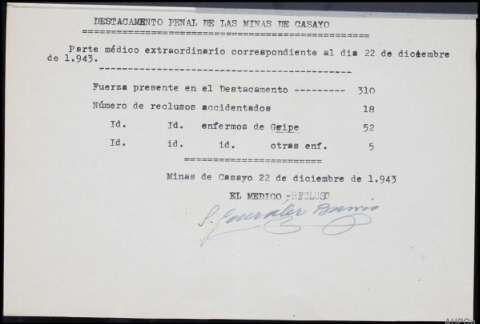 DESTACAMENTO PENAL DE LAS MINAS DE CASAYO
Parte médico extraordinario correspondiente al dia 22 de diciembre
de 1.943.
Fuerza presente en el Destacamento --------- 310
Número de reclusos accidentados 18
Id. Id. enfermos de Gripe 52
Id. id. id. otras enf. 5
Minas de Casayo 22 de diciembre de 1.943
EL MEDICO-RECLUSO
S.